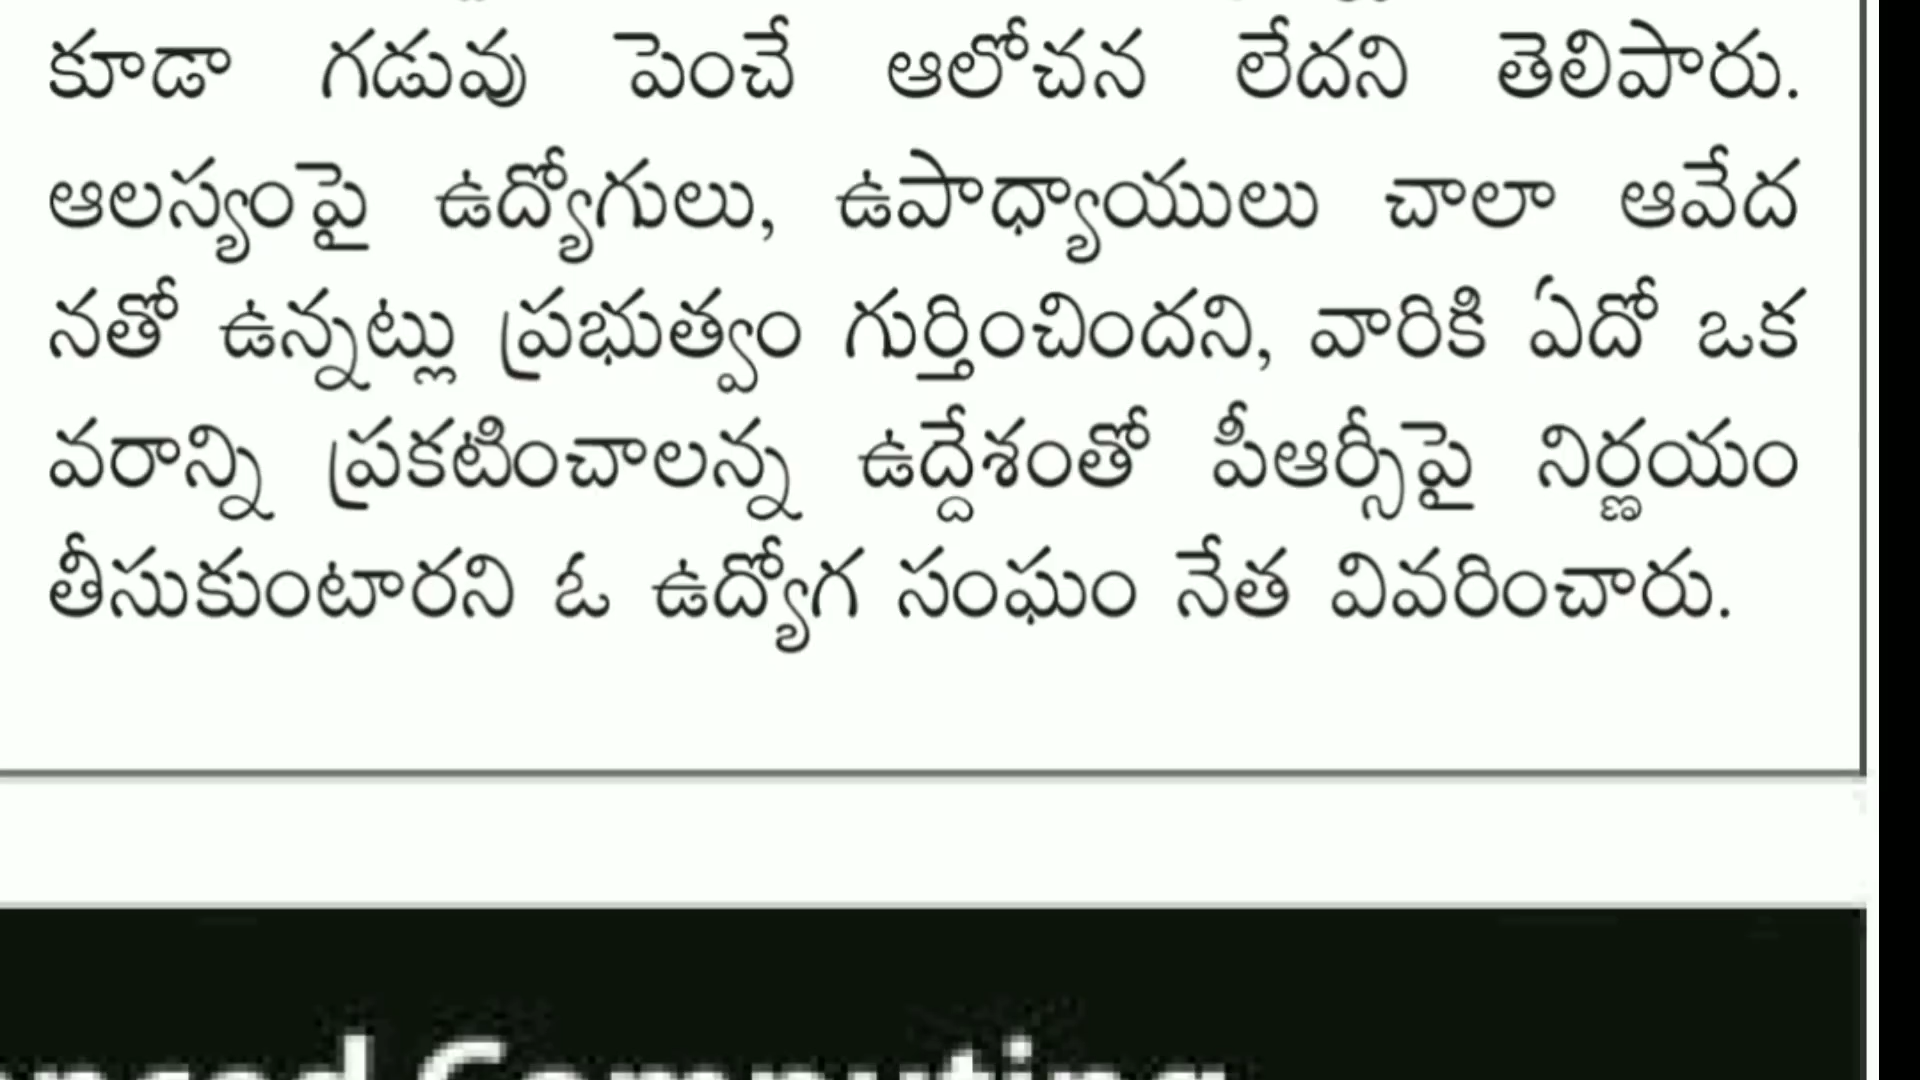 కూడా గడువు పెంచే ఆలోచన లేదని తెలిపారు.
ఆలస్యంపై ఉద్యోగులు, ఉపాధ్యాయులు చాలా ఆవేద
నతో ఉన్నట్లు ప్రభుత్వం గుర్తించిందని, వారికి ఏదో ఒక
వరాన్ని ప్రకటించాలన్న ఉద్దేశంతో పీఆర్సీపై నిర్ణయం
తీసుకుంటారని ఓ ఉద్యోగ సంఘం నేత వివరించారు.
Computing